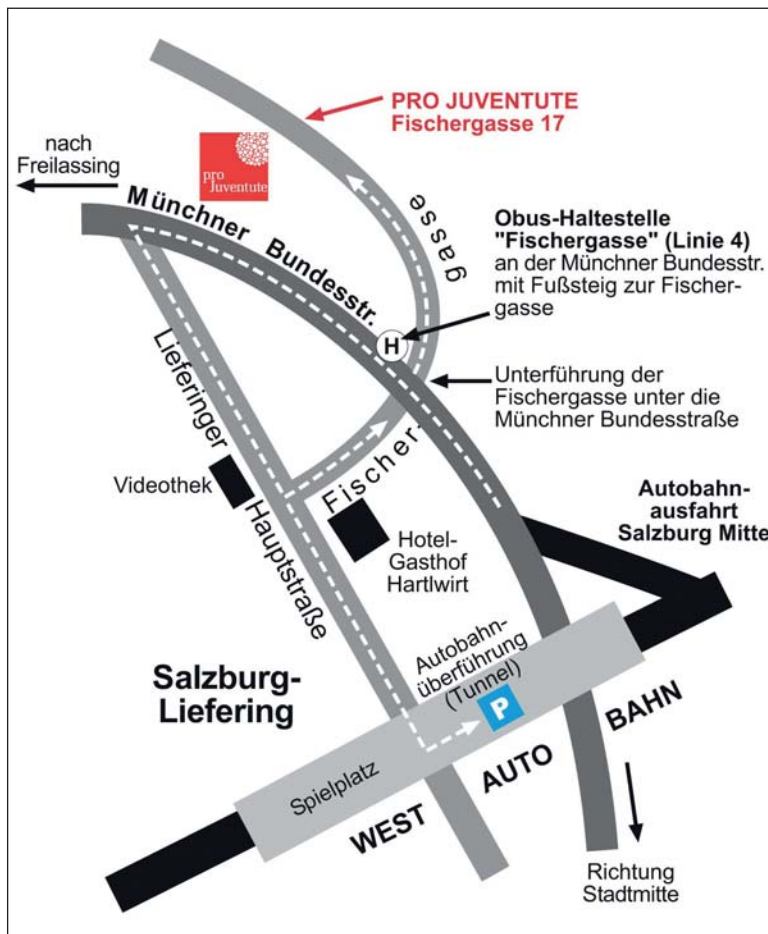 PRO JUVENTUTE
Fischergasse 17
nach
Freilassing
pro
Juventute
Münchner Bundesstr.
gasse
Obus-Haltestelle
"Fischergasse" (Linie 4)
an der Münchner Bundesstr.
mit Fußsteig zur Fischer-
gasse
H
Unterführung der
Fischergasse unter die
Münchner Bundesstraße
Lieferinger
Hauptstraße
Videothek
Fischer-
Hotel-
Gasthof
Hartlwirt
Autobahn-
ausfahrt
Salzburg Mitte
Autobahn-
überführung
(Tunnel)
P
Salzburg-
Liefering
Spielplatz
WEST AUTO BAHN
Richtung
Stadtmitte